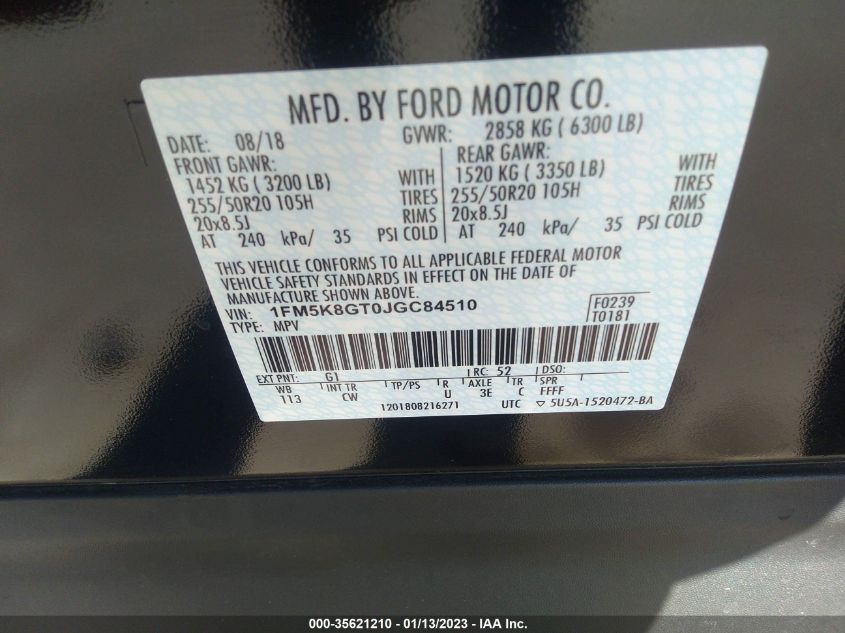 MFD. BY FORD MOTOR CO.
DATE: 08/18 GVWR: 2858 KG ( 6300 LB)
FRONT GAWR: REAR GAWR:
1452 KG ( 3200 LB) WITH 1520 KG ( 3350 LB) WITH
255/50R20 105H TIRES 255/50R20 105H TIRES
20x8.5J RIMS 20x8.5J RIMS
AT 240 kPa/ 35 PSI COLD AT 240 kPa/ 35 PSI COLD
THIS VEHICLE CONFORMS TO ALL APPLICABLE FEDERAL MOTOR
VEHICLE SAFETY STANDARDS IN EFFECT ON THE DATE OF
MANUFACTURE SHOWN ABOVE.
VIN: 1FM5K8GT0JGC84510 F0239
TYPE: MPV T0181
EXT PNT: G1 RC: 52 DSO:
WB INT TR TP/PS R AXLE TR SPR
113 CW U 3E C FFFF
1201808216271 UTC ▽ 5U5A-1520472-BA
000-35621210 - 01/13/2023 - IAA Inc.